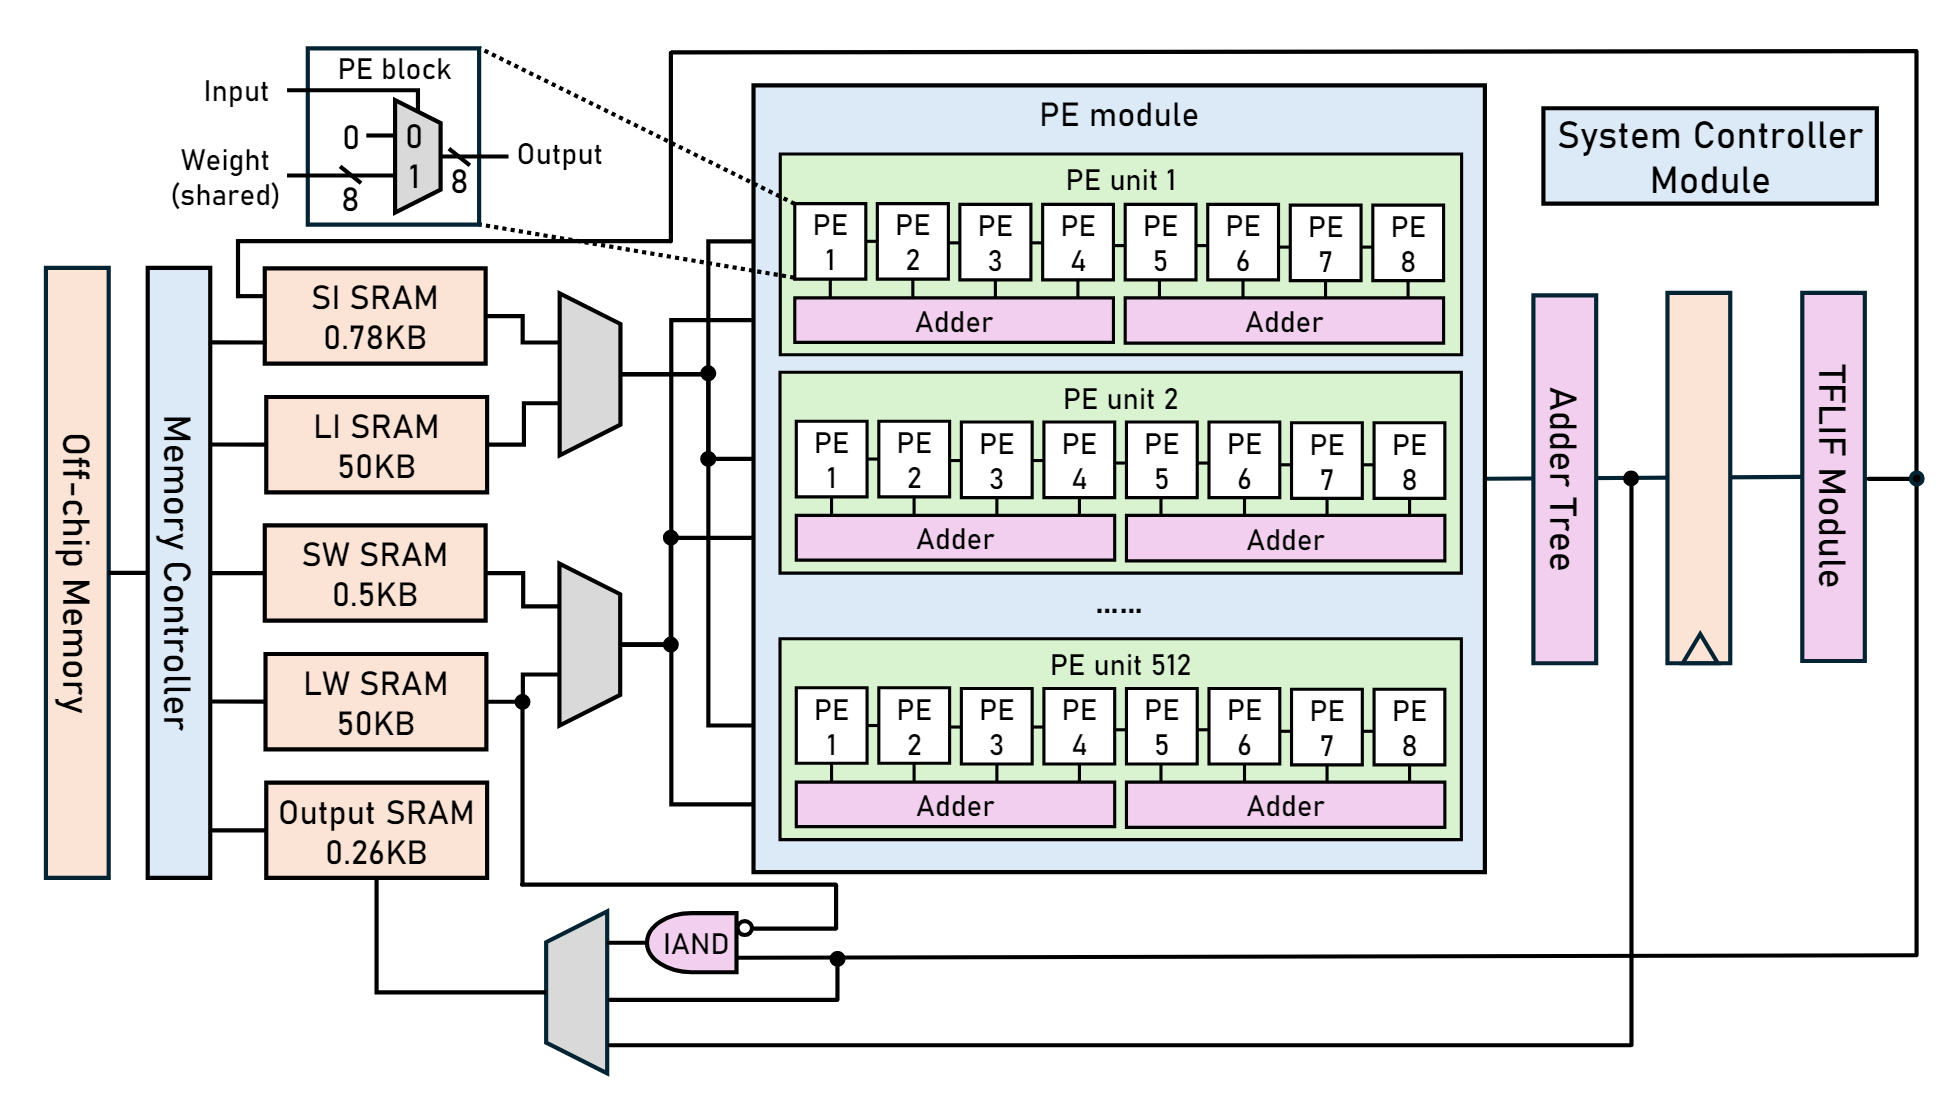 PE block
Input
0
0
Weight
(shared)
8
1
8
Output
PE module
System Controller
Module
PE unit 1
PE
1
PE
2
PE
3
PE
4
PE
5
PE
6
PE
7
PE
8
Adder
Adder
PE unit 2
PE
1
PE
2
PE
3
PE
4
PE
5
PE
6
PE
7
PE
8
Adder
Adder
......
PE unit 512
PE
1
PE
2
PE
3
PE
4
PE
5
PE
6
PE
7
PE
8
Adder
Adder
Off-chip Memory
Memory Controller
SI SRAM
0.78KB
LI SRAM
50KB
SW SRAM
0.5KB
LW SRAM
50KB
Output SRAM
0.26KB
Adder Tree
TFLIF Module
IAND